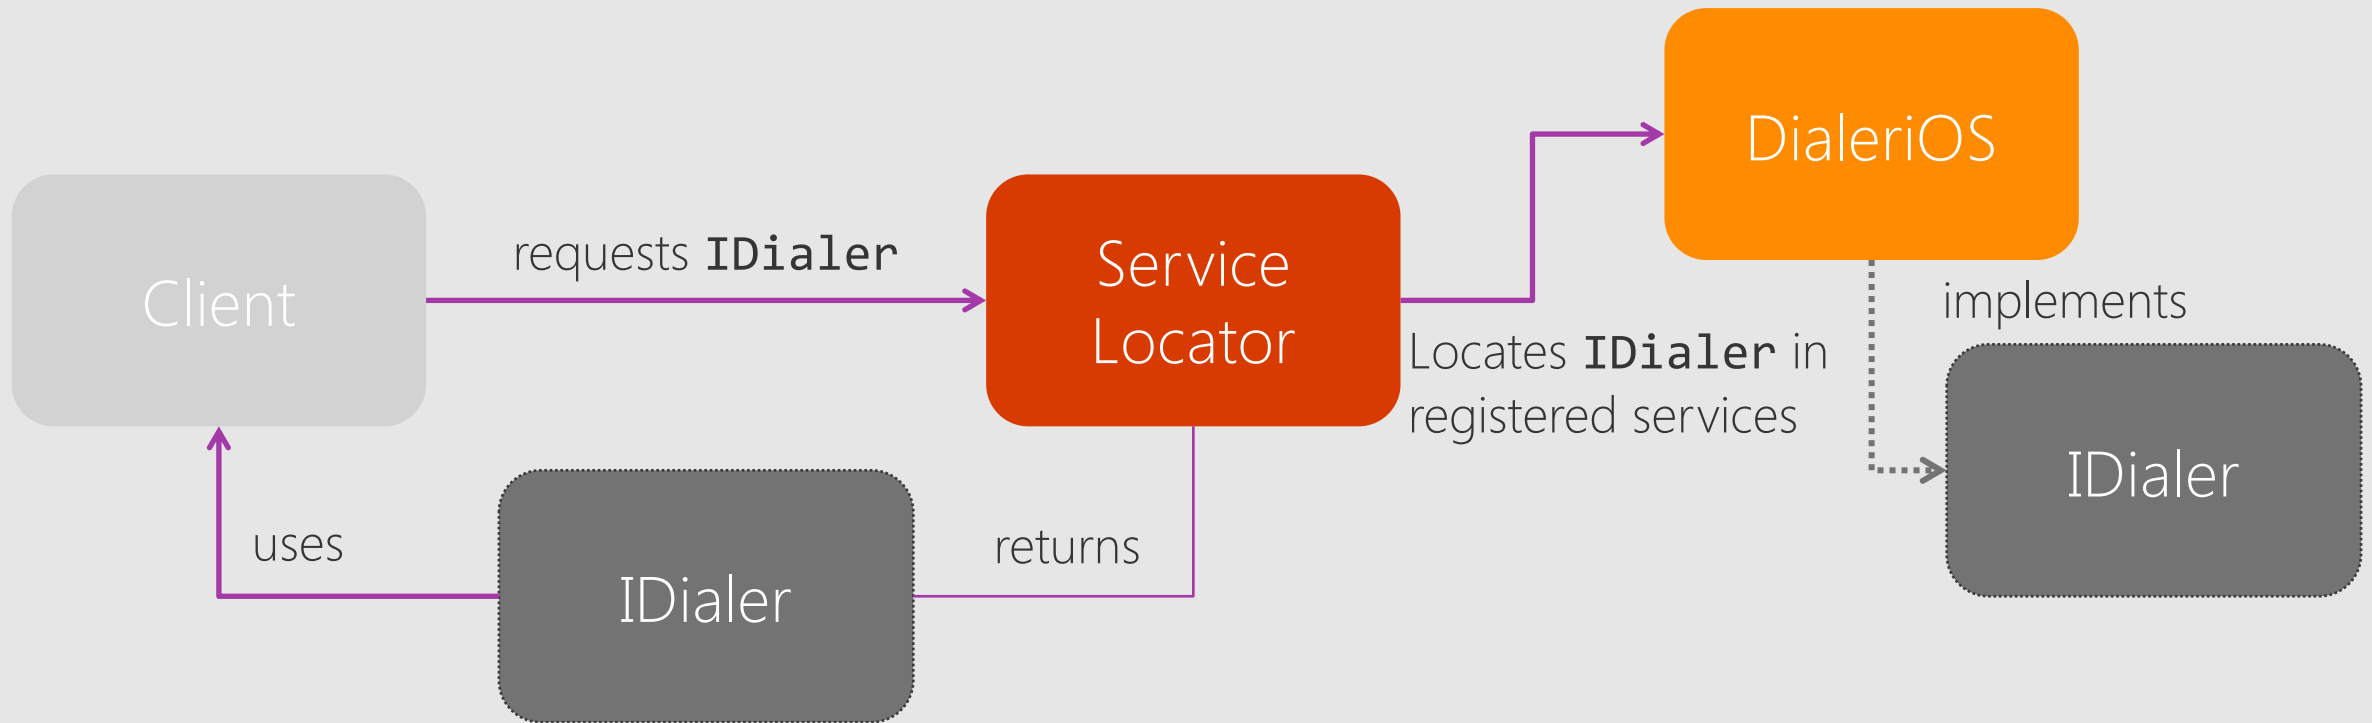 DialeriOS
requests IDialer
Client
Service
Locator
implements
Locates IDialer in
registered services
IDialer
uses
returns
IDialer